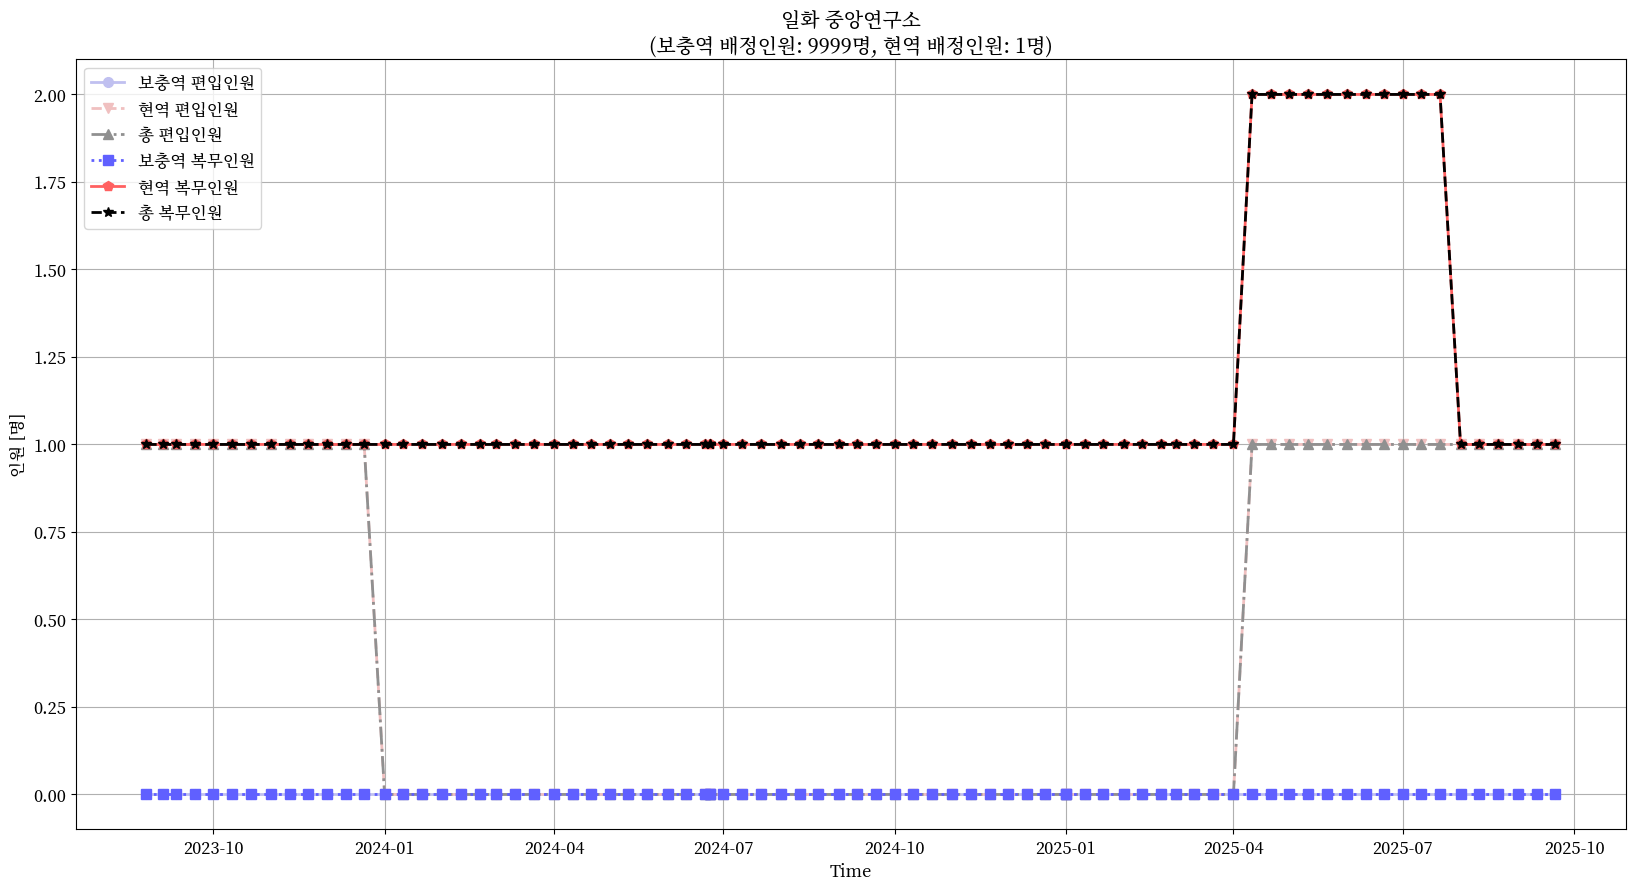 일화 중앙연구소
(보충역 배정인원: 9999명, 현역 배정인원: 1명)
보충역 편입인원
현역 편입인원
총 편입인원
보충역 복무인원
현역 복무인원
총 복무인원
2.00
1.75
1.50
1.25
1.00
0.75
0.50
0.25
0.00
인원 [명]
2023-10
2024-01
2024-04
2024-07
2024-10
2025-01
2025-04
2025-07
2025-10
Time